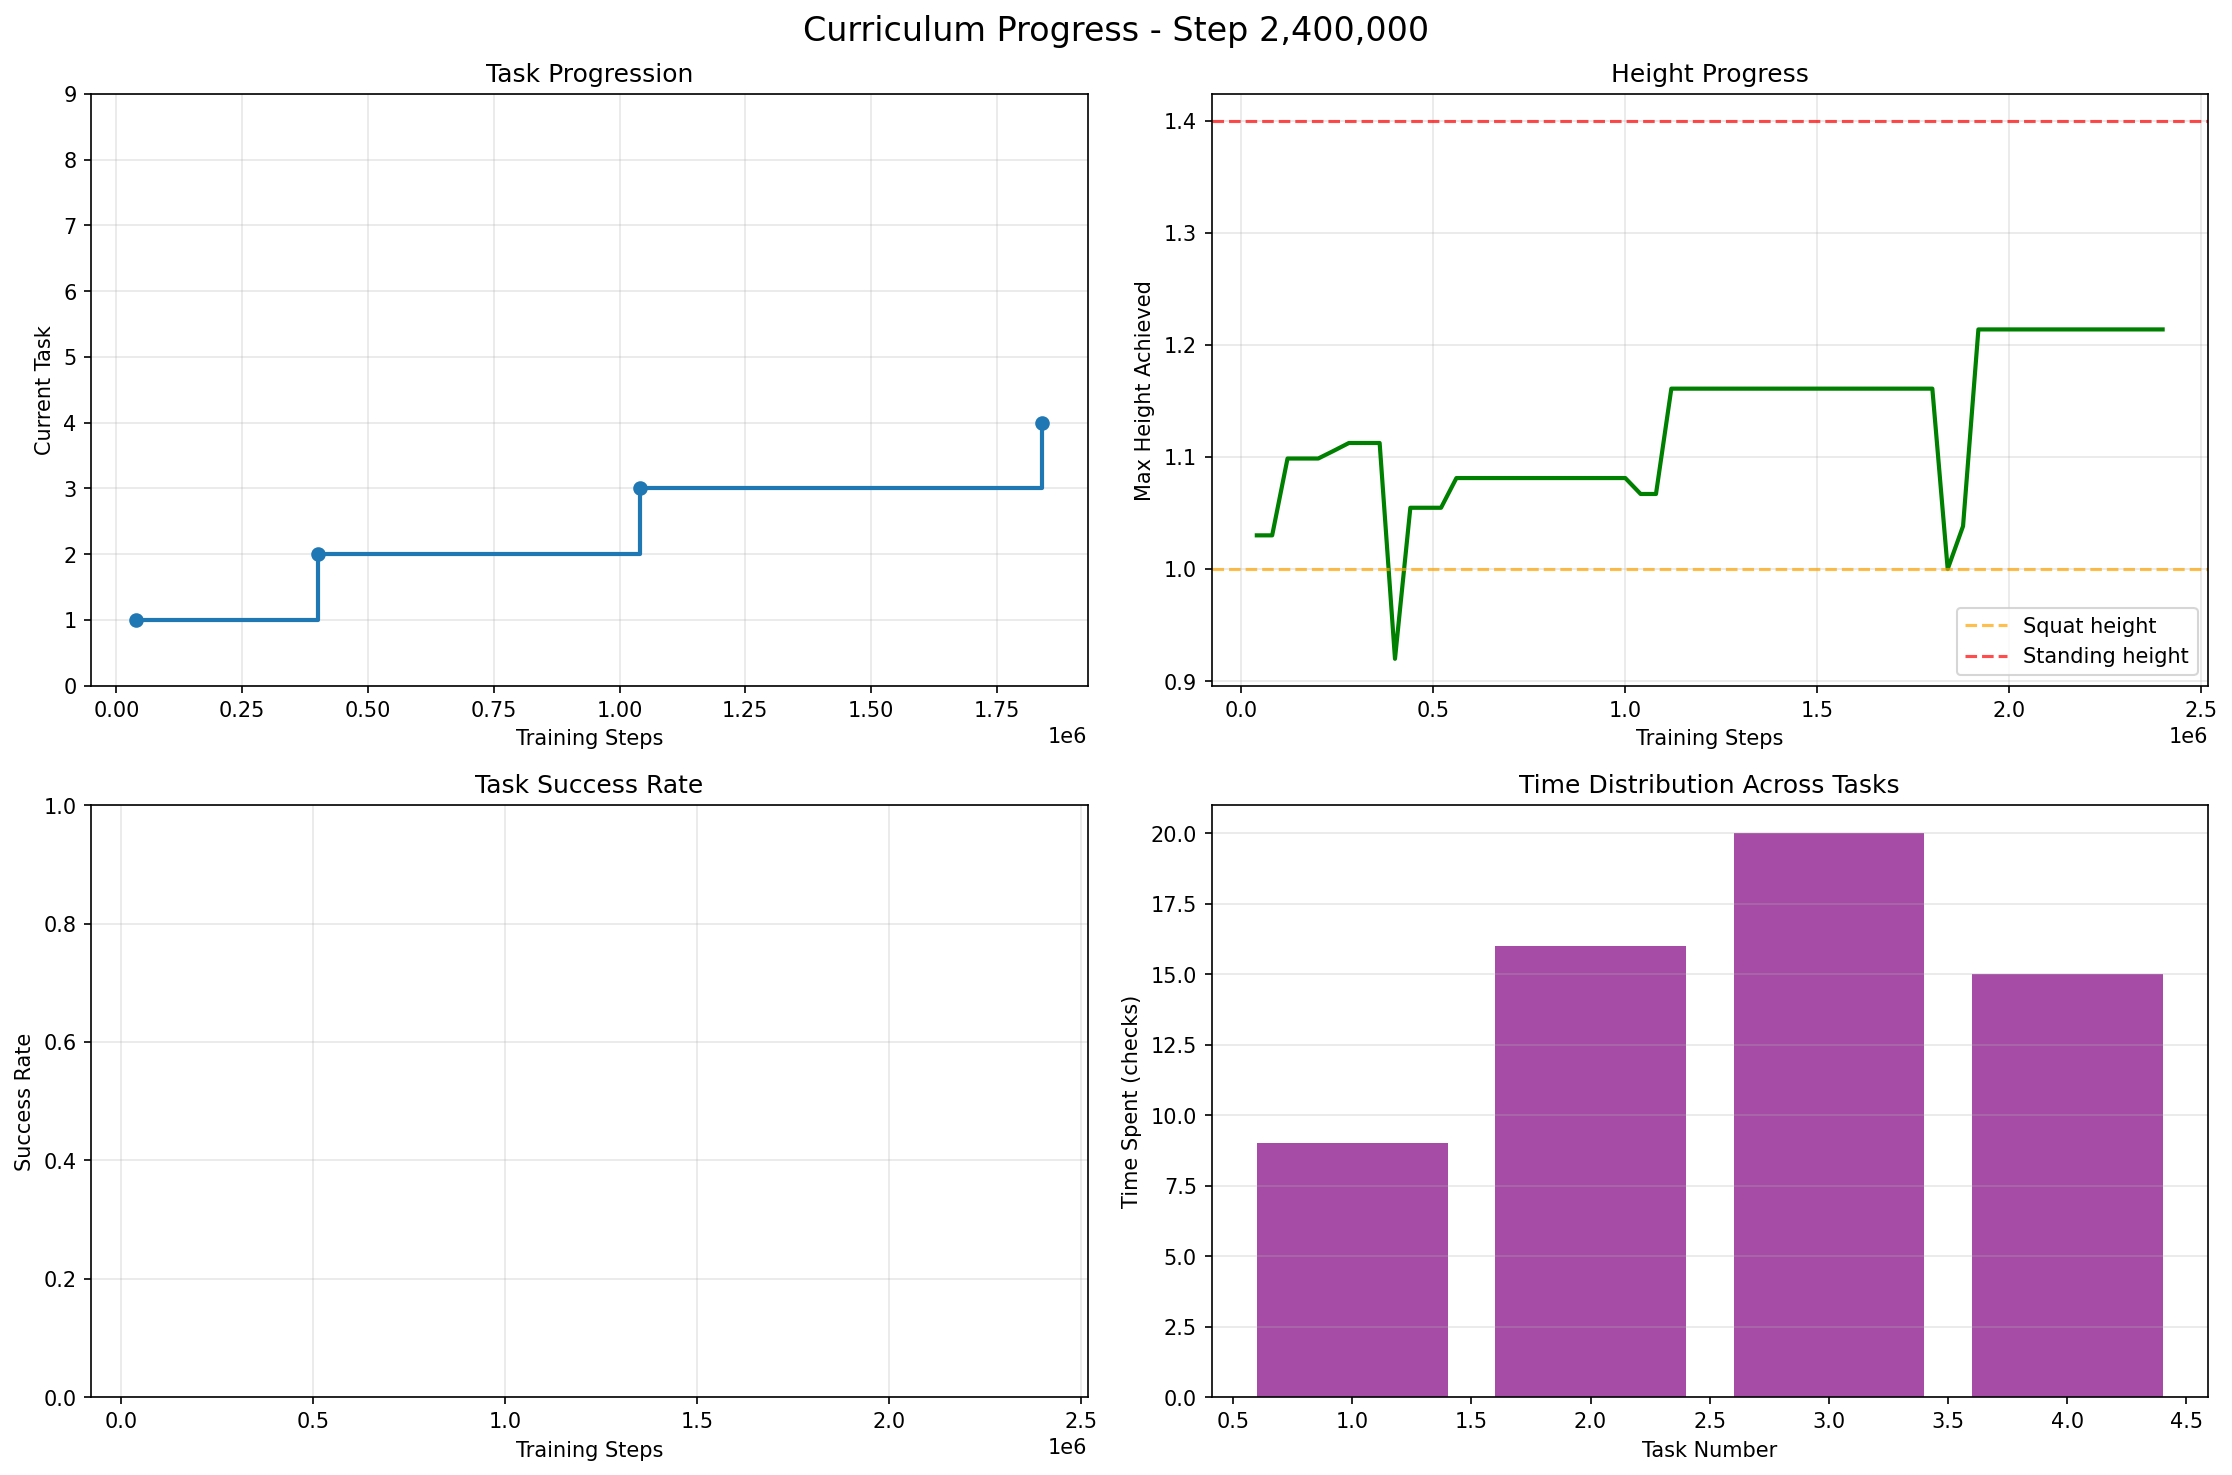 Curriculum Progress - Step 2,400,000
Task Progression
9
8
7
6
5
4
3
2
1
0
Current Task
0.00 0.25 0.50 0.75 1.00 1.25 1.50 1.75
Training Steps
1e6
Height Progress
1.4
1.3
1.2
1.1
1.0
0.9
Max Height Achieved
Squat height
Standing height
0.0 0.5 1.0 1.5 2.0 2.5
Training Steps
1e6
Task Success Rate
1.0
0.8
0.6
0.4
0.2
0.0
Success Rate
0.0 0.5 1.0 1.5 2.0 2.5
Training Steps
1e6
Time Distribution Across Tasks
20.0
17.5
15.0
12.5
10.0
7.5
5.0
2.5
0.0
Time Spent (checks)
0.5 1.0 1.5 2.0 2.5 3.0 3.5 4.0 4.5
Task Number